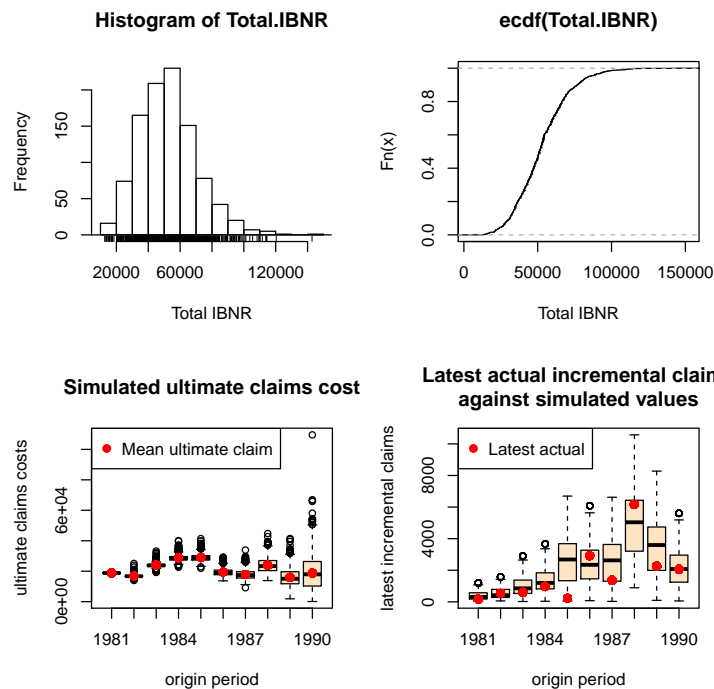 Histogram of Total.IBNR
Frequency
0
50
150
20000 60000 120000
Total IBNR
ecdf(Total.IBNR)
Fn(x)
0.0
0.4
0.8
0 50000 100000 150000
Total IBNR
Simulated ultimate claims cost
ultimate claims costs
0e+00
6e+04
Mean ultimate claim
1981 1984 1987 1990
origin period
Latest actual incremental claim
against simulated values
latest incremental claims
0
4000
8000
Latest actual
1981 1984 1987 1990
origin period